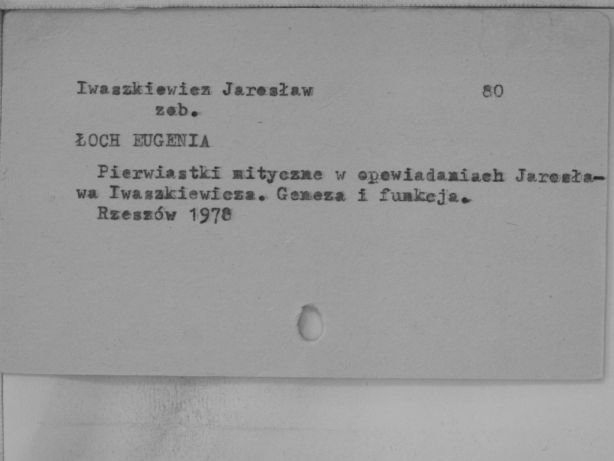 Iwaszkiewicz Jarosław 80
zob.
ŁOCH EUGENIA
Pierwiastki mityczne w opowiadaniach Jarosła-
wa Iwaszkiewicza. Geneza i funkcja.
Rzeszów 1978